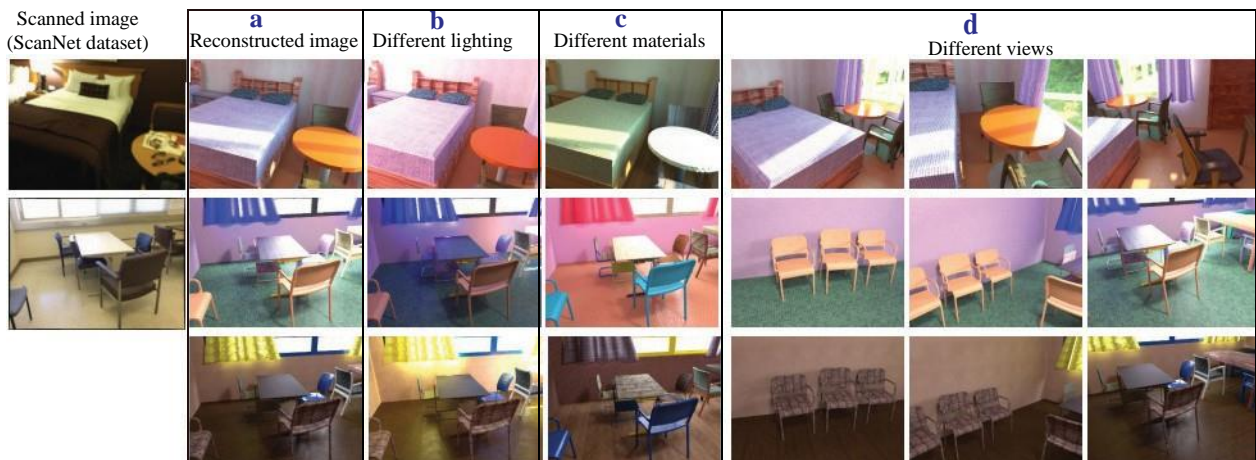 Scanned image
(ScanNet dataset)
a
Reconstructed image
b
Different lighting
c
Different materials
d
Different views